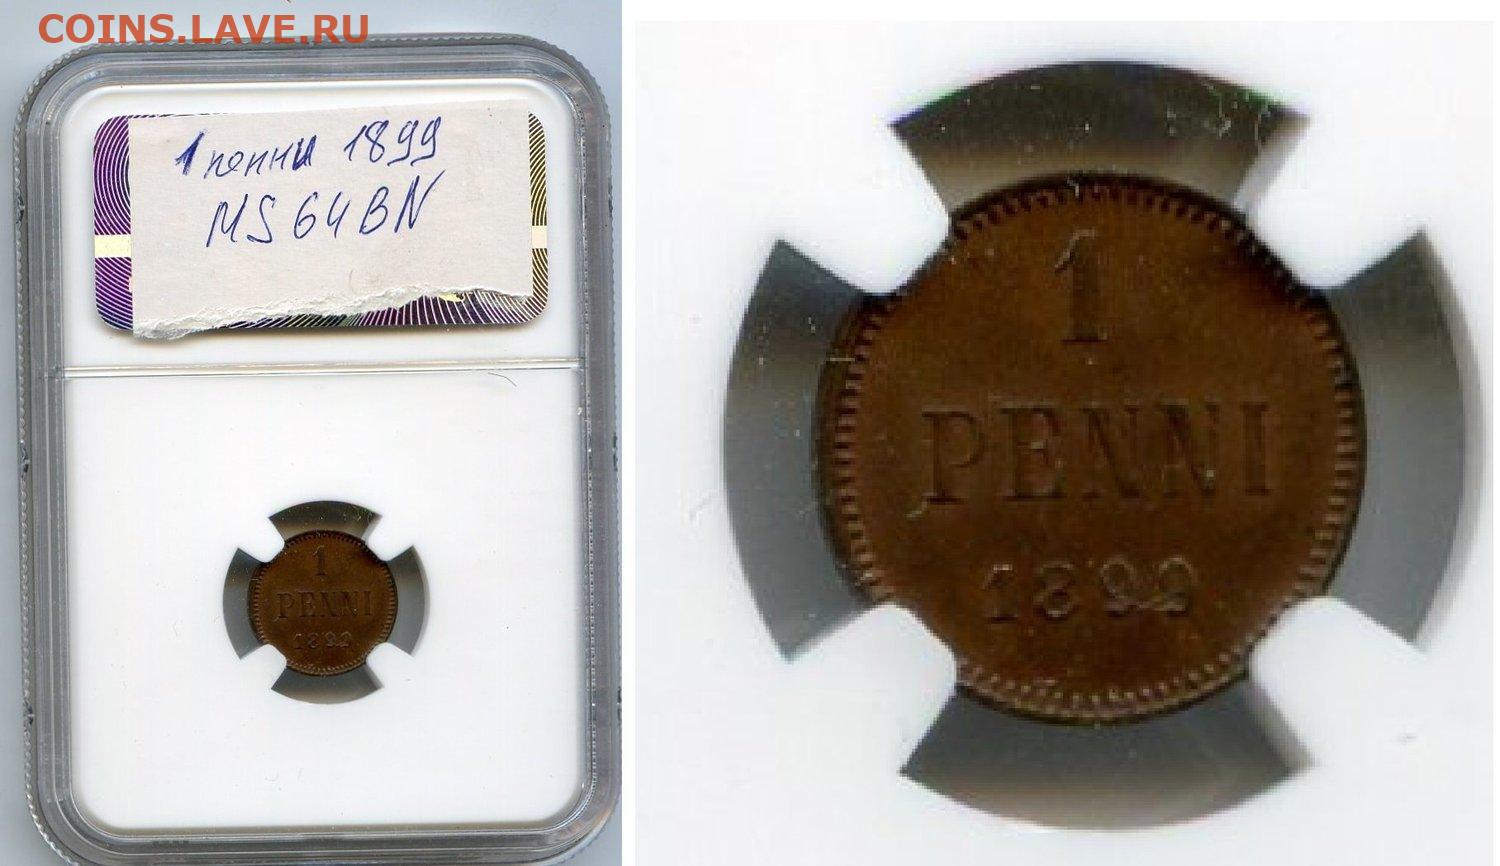 COINS.LAVE.RU
1 пенни 1899
MS 64 BN
1
PENNI
1899
1
PENNI
1899